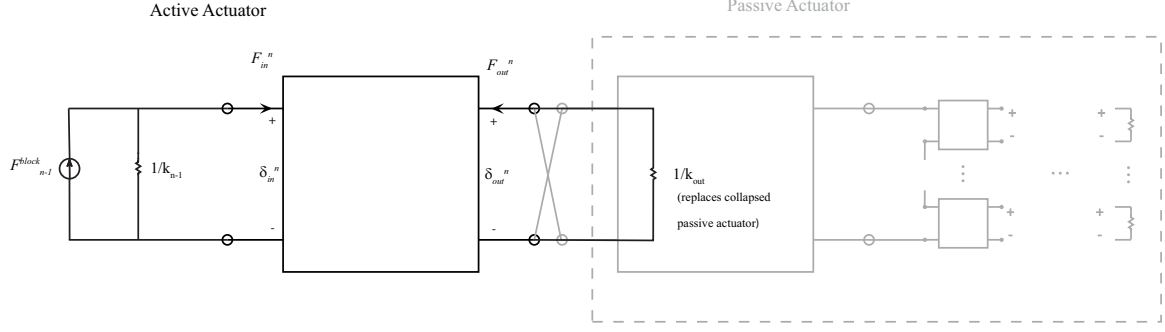 Passive Actuator
Active Actuator
F_in^n
F_out^n
+
+
+
+
-
-
F^block_n-1
1/k_n-1
δ_in^n
δ_out^n
1/k_out
(replaces collapsed
passive actuator)
...
...
...
-
-
+
+
-
-